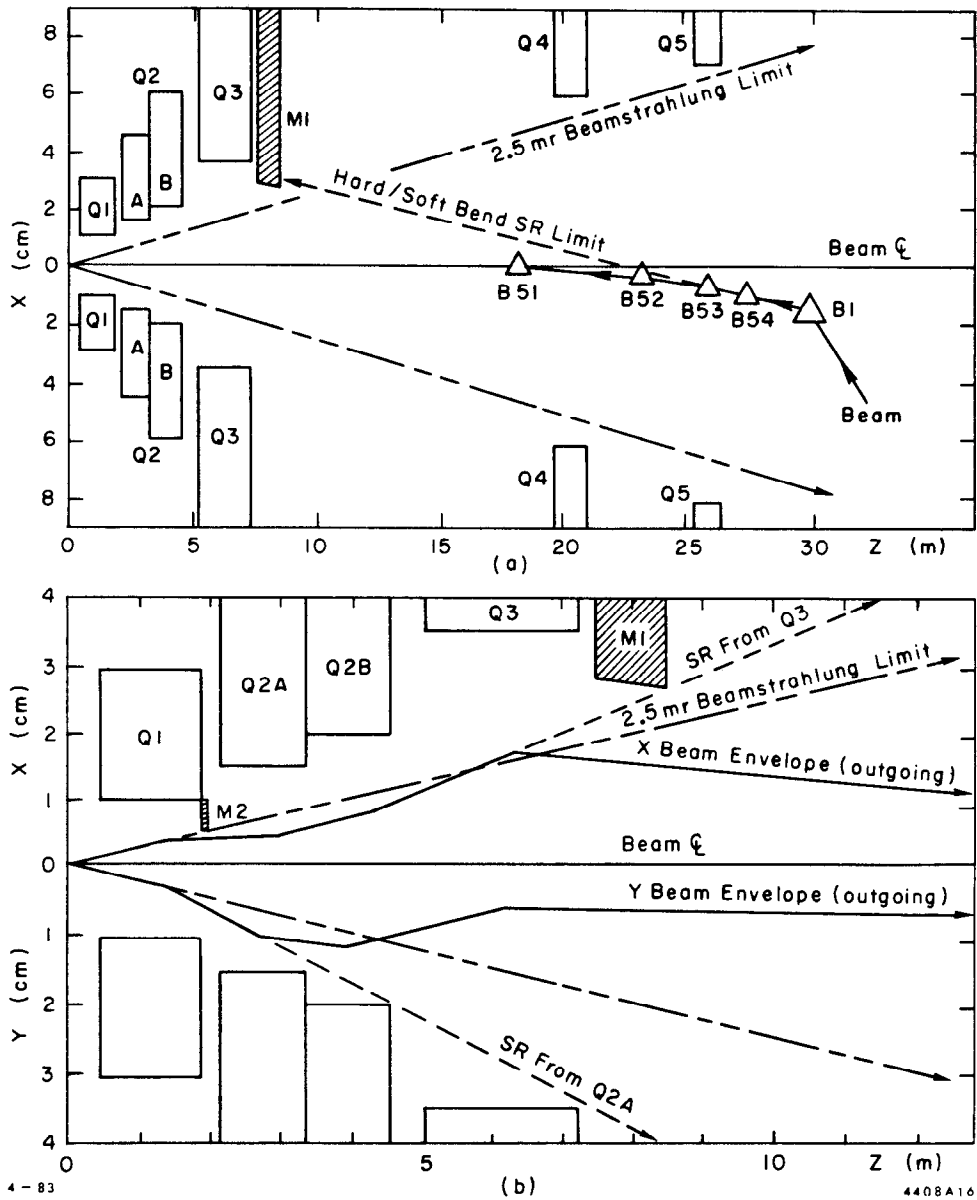 8
6
4
2
0
2
4
6
8
X (cm)
Q1
A
Q2
B
Q3
M1
Q4
Q5
2.5 mr Beamstrahlung Limit
Hard/Soft Bend SR Limit
Beam ℄
B51
B52
B53
B54
B1
Beam
Q1
A
B
Q2
Q3
Q4
Q5
0
5
10
15
20
25
30
Z (m)
(a)
4
3
2
1
0
1
2
3
4
X (cm)
Y (cm)
Q1
M2
Q2A
Q2B
Q3
M1
SR From Q3
2.5 mr Beamstrahlung Limit
X Beam Envelope (outgoing)
Beam ℄
Y Beam Envelope (outgoing)
SR From Q2A
0
5
10
Z (m)
(b)
4-83
4408A16